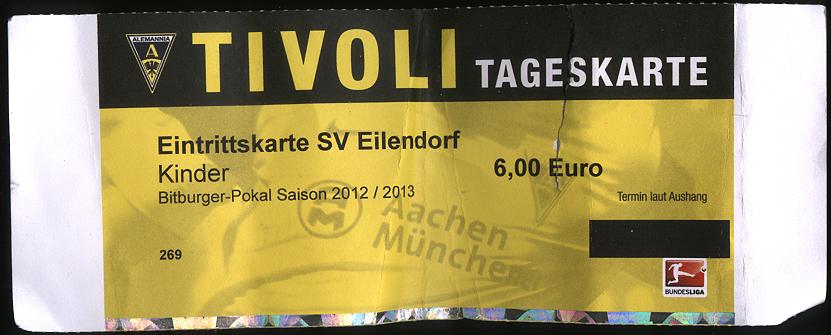 ALEMANNIA
A
TIVOLI TAGESKARTE
Eintrittskarte SV Eilendorf
Kinder
6,00 Euro
Bitburger-Pokal Saison 2012 / 2013
Termin laut Aushang
Aachen
Münchener
269
BUNDESLIGA